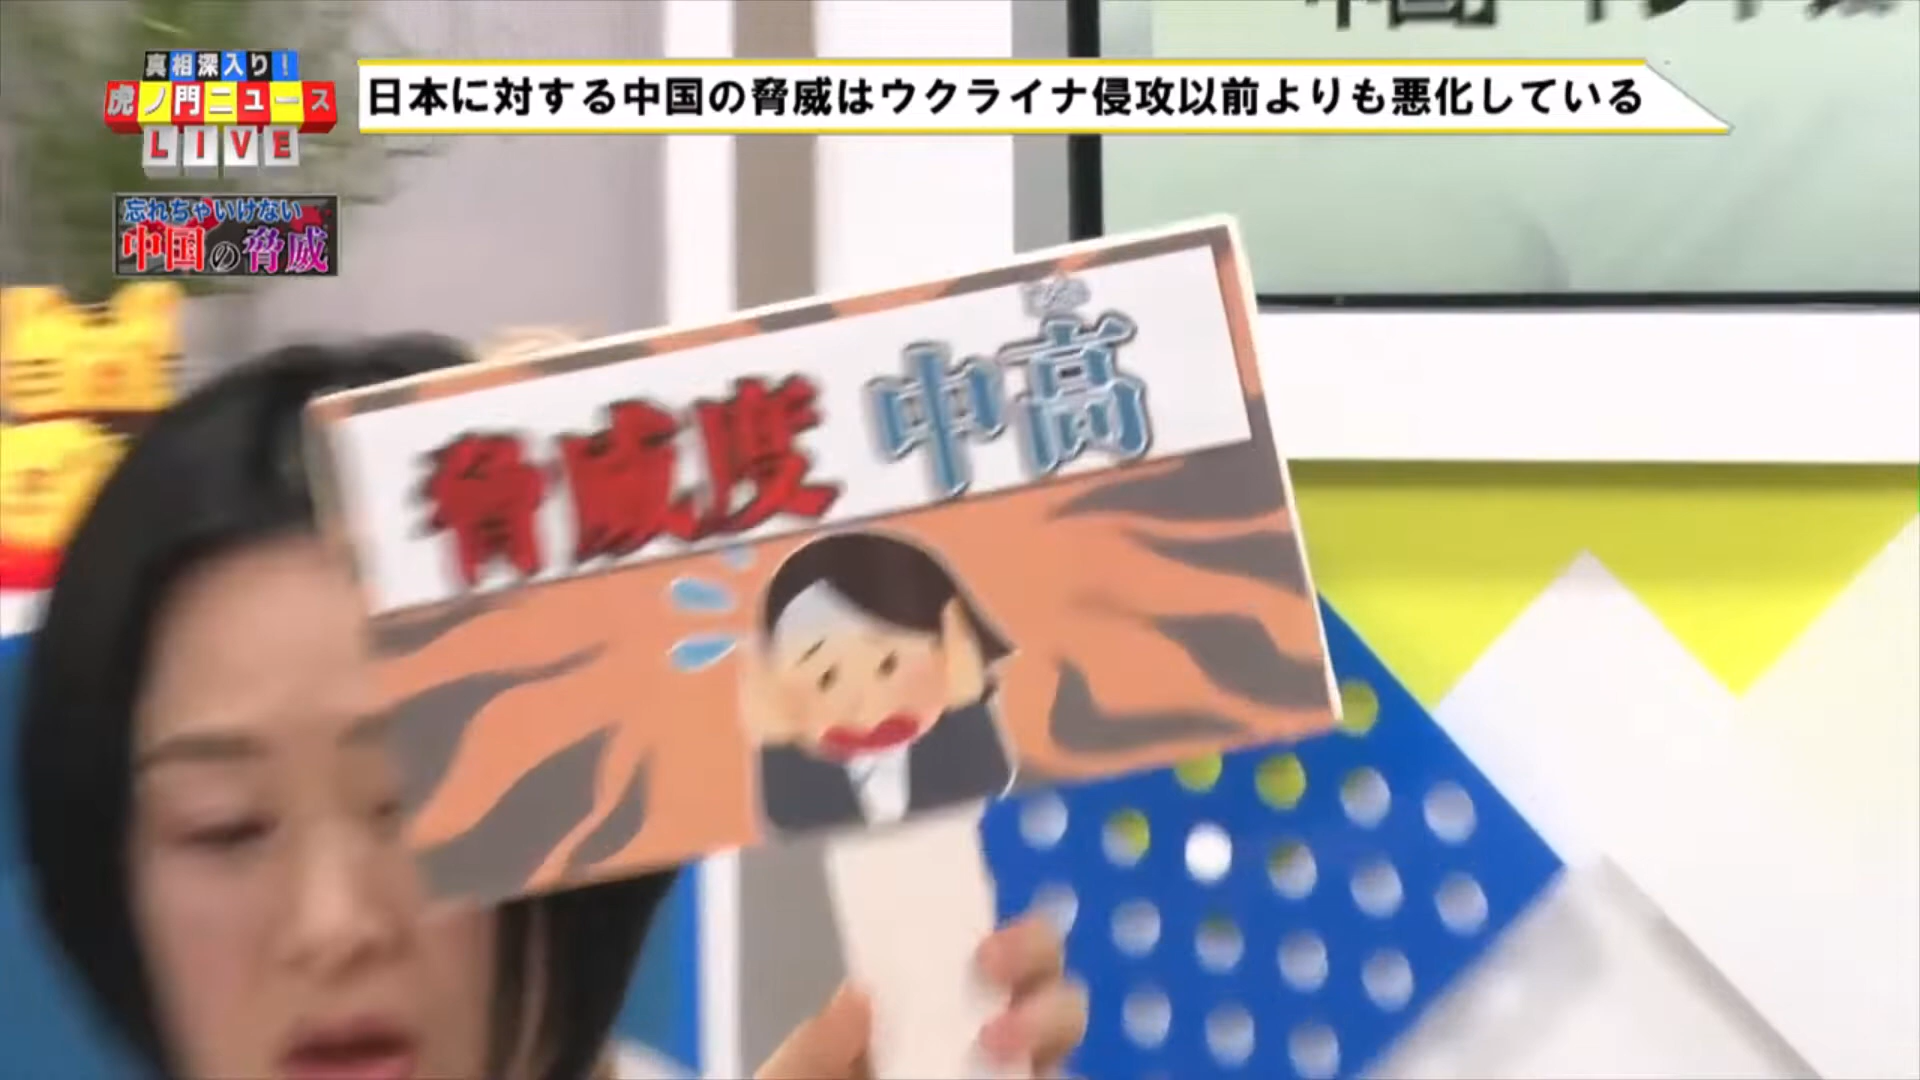 真相深入り!
虎ノ門ニュース
LIVE
日本に対する中国の脅威はウクライナ侵攻以前よりも悪化している
忘れちゃいけない
中国の脅威
脅威度 中高